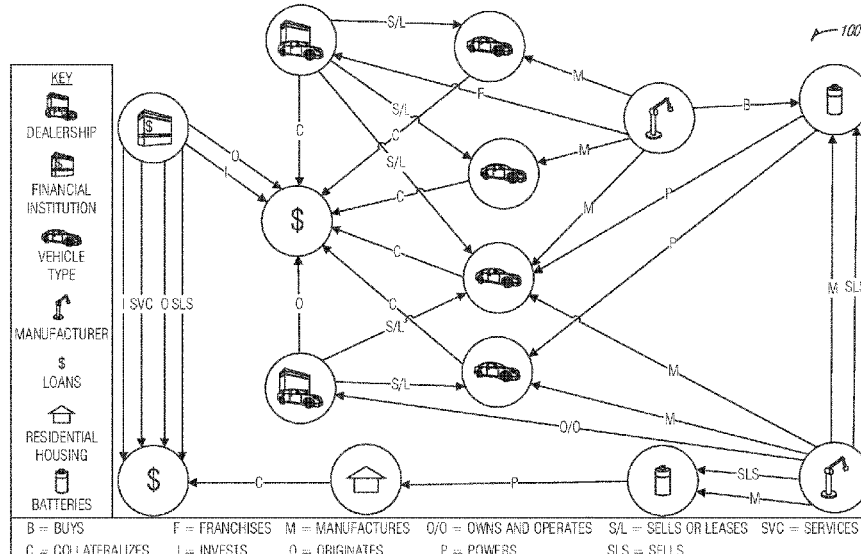 100
KEY
DEALERSHIP
FINANCIAL
INSTITUTION
VEHICLE
TYPE
MANUFACTURER
$
LOANS
RESIDENTIAL
HOUSING
BATTERIES
$
$
$
$
S/L
M
F
B
S/L
C
C
S/L
M
O
I
C
M
P
P
C
I SVC O SLS
O
C
S/L
M SLS
S/L
M
M
O/O
C
P
SLS
M
B = BUYS F = FRANCHISES M = MANUFACTURES O/O = OWNS AND OPERATES S/L = SELLS OR LEASES SVC = SERVICES
C = COLLATERALIZES I = INVESTS O = ORIGINATES P = POWERS SLS = SELLS